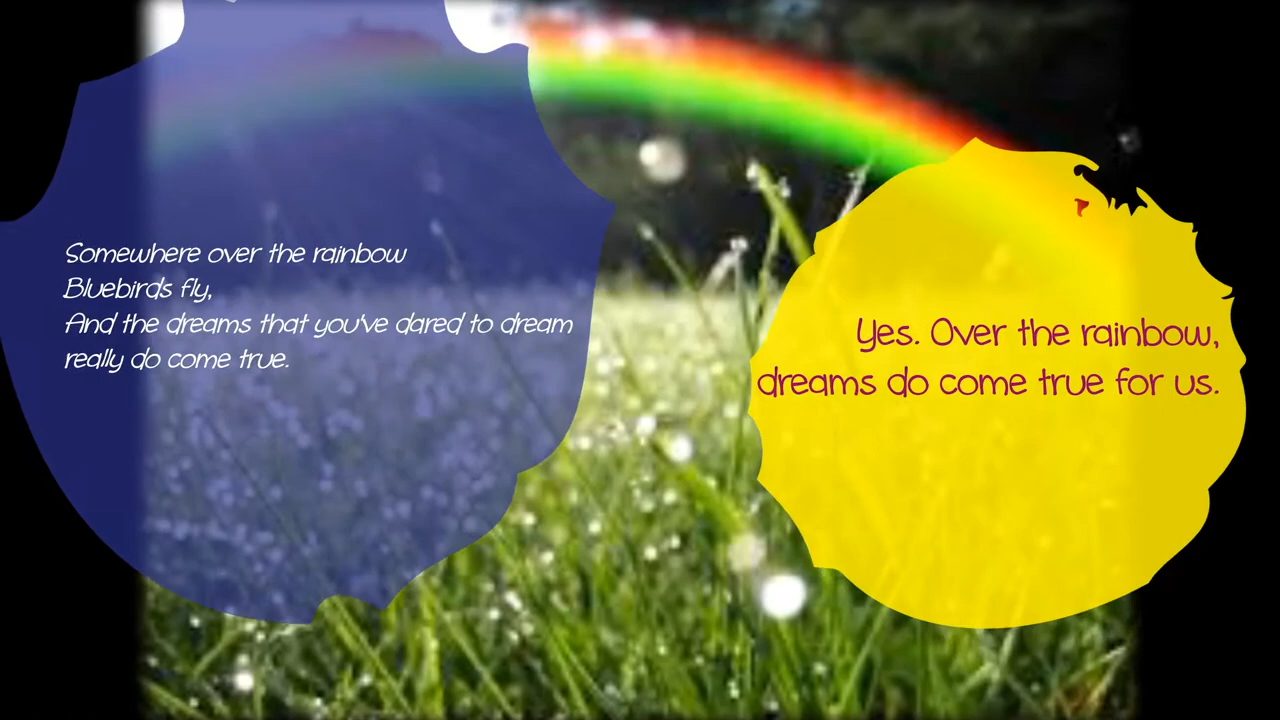 Somewhere over the rainbow
Bluebirds fly,
And the dreams that you've dared to dream
really do come true.
Yes. Over the rainbow,
dreams do come true for us.